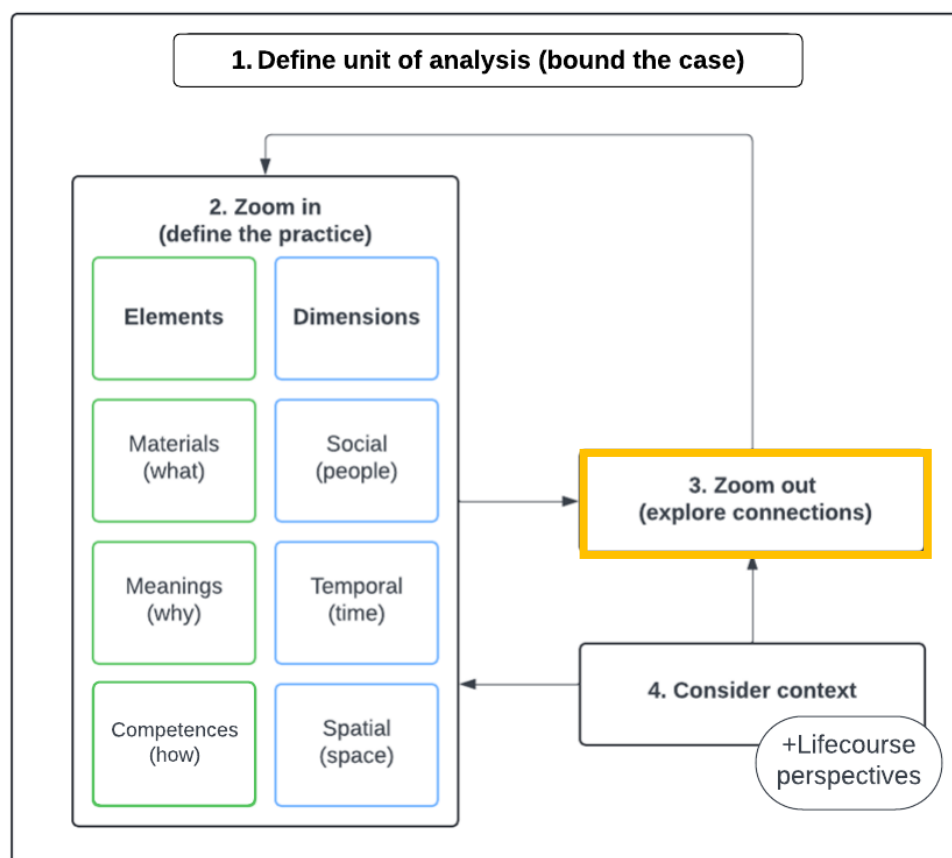 1. Define unit of analysis (bound the case)
2. Zoom in
(define the practice)
Elements
Dimensions
Materials
(what)
Social
(people)
Meanings
(why)
Temporal
(time)
Competences
(how)
Spatial
(space)
3. Zoom out
(explore connections)
4. Consider context
+Lifecourse
perspectives